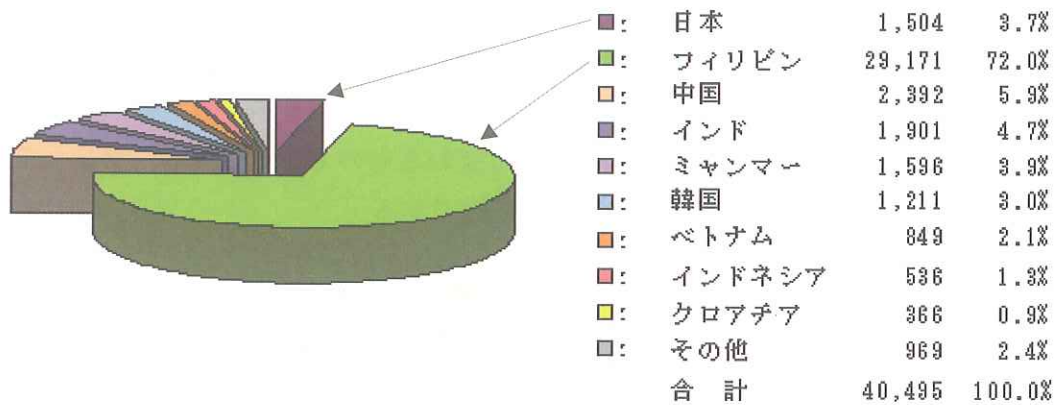 : 日本 1,504 3.7%
: フィリピン 29,171 72.0%
: 中国 2,392 5.9%
: インド 1,901 4.7%
: ミャンマー 1,596 3.9%
: 韓国 1,211 3.0%
: ベトナム 849 2.1%
: インドネシア 536 1.3%
: クロアチア 366 0.9%
: その他 969 2.4%
合 計 40,495 100.0%